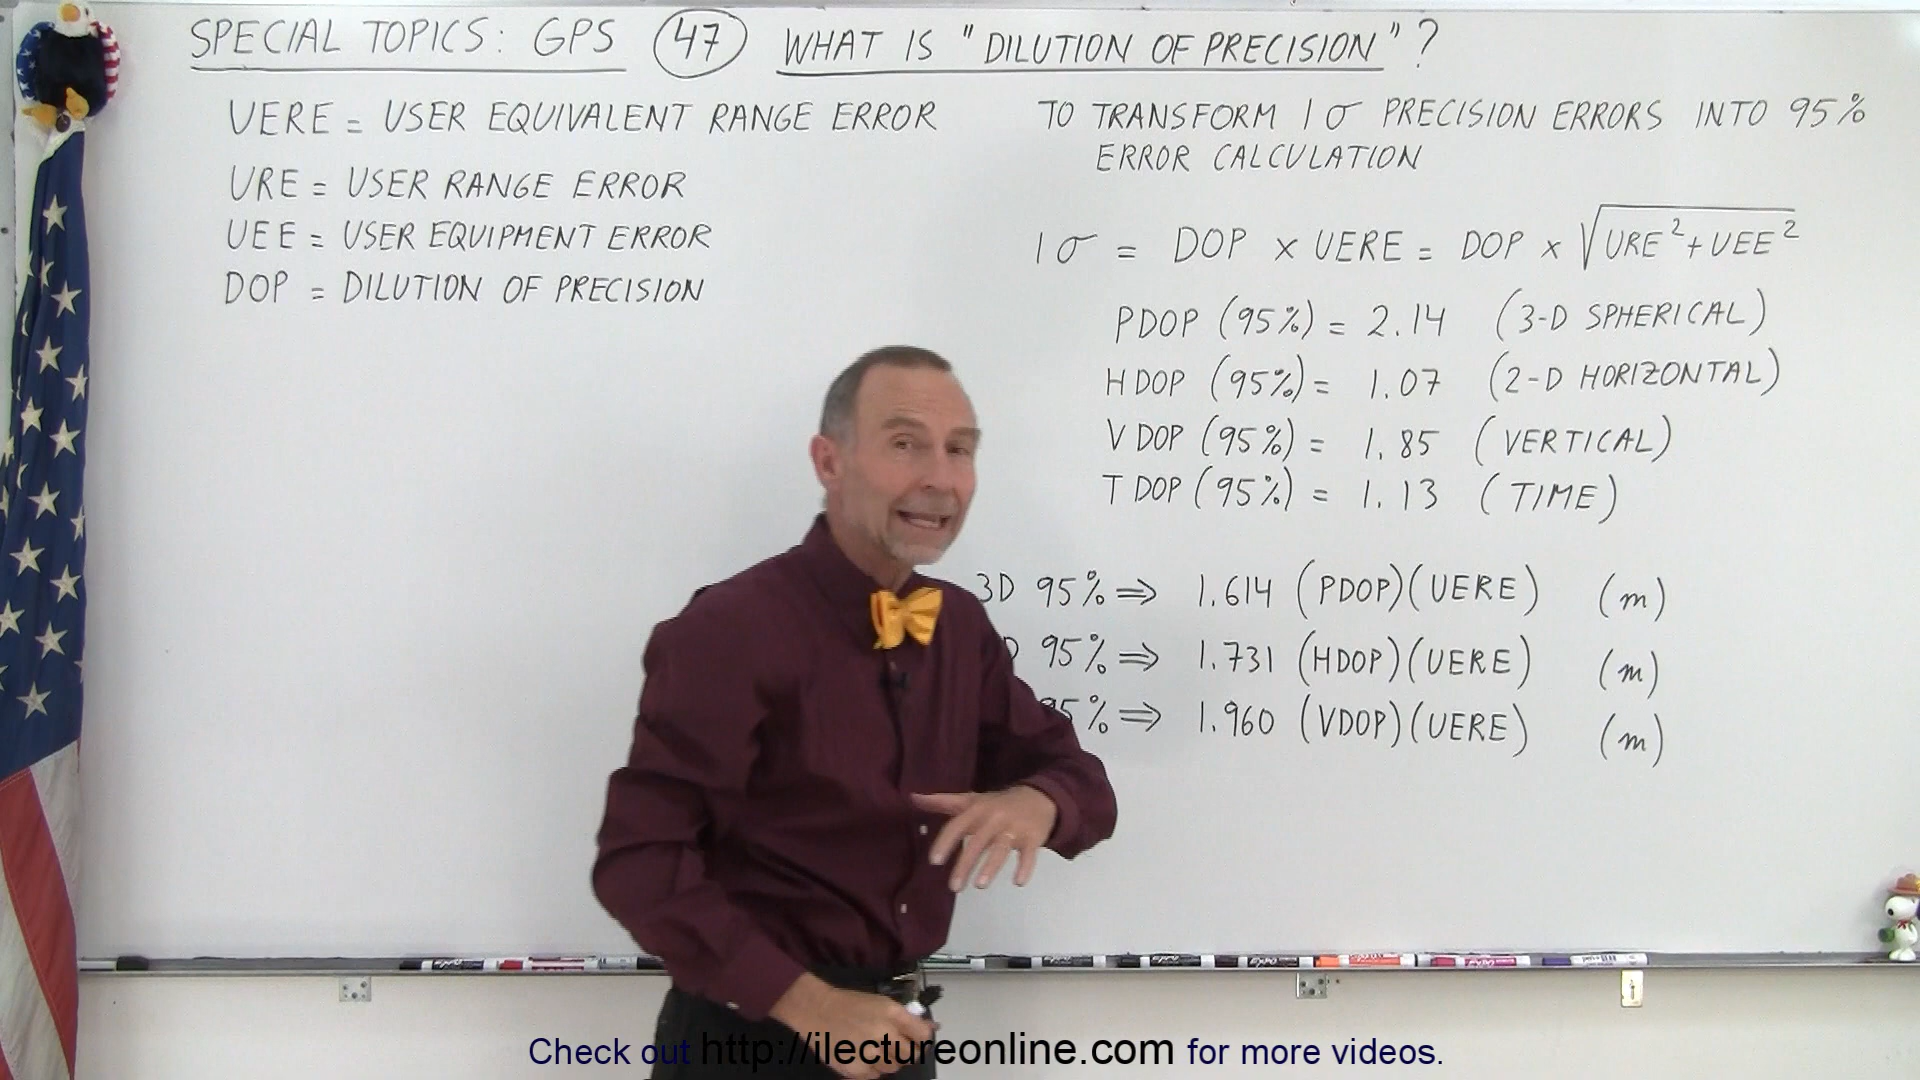 SPECIAL TOPICS: GPS 47 WHAT IS "DILUTION OF PRECISION"?
UERE = USER EQUIVALENT RANGE ERROR
URE = USER RANGE ERROR
UEE = USER EQUIPMENT ERROR
DOP = DILUTION OF PRECISION
TO TRANSFORM 1σ PRECISION ERRORS INTO 95%
ERROR CALCULATION
1σ = DOP × UERE = DOP × √URE²+UEE²
PDOP (95%) = 2.14 (3-D SPHERICAL)
HDOP (95%) = 1.07 (2-D HORIZONTAL)
VDOP (95%) = 1.85 (VERTICAL)
TDOP (95%) = 1.13 (TIME)
3D 95% ⇒ 1.614 (PDOP)(UERE) (m)
D 95% ⇒ 1.731 (HDOP)(UERE) (m)
95% ⇒ 1.960 (VDOP)(UERE) (m)
Check out http://ilectureonline.com for more videos.